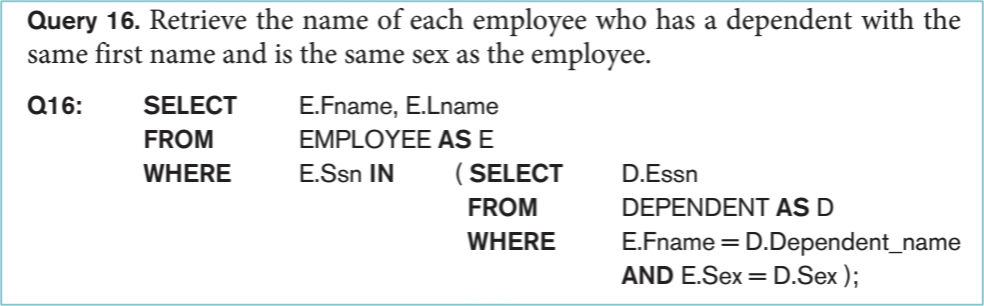 Query 16. Retrieve the name of each employee who has a dependent with the
same first name and is the same sex as the employee.
Q16: SELECT E.Fname, E.Lname
FROM EMPLOYEE AS E
WHERE E.Ssn IN ( SELECT D.Essn
FROM DEPENDENT AS D
WHERE E.Fname = D.Dependent_name
AND E.Sex = D.Sex );